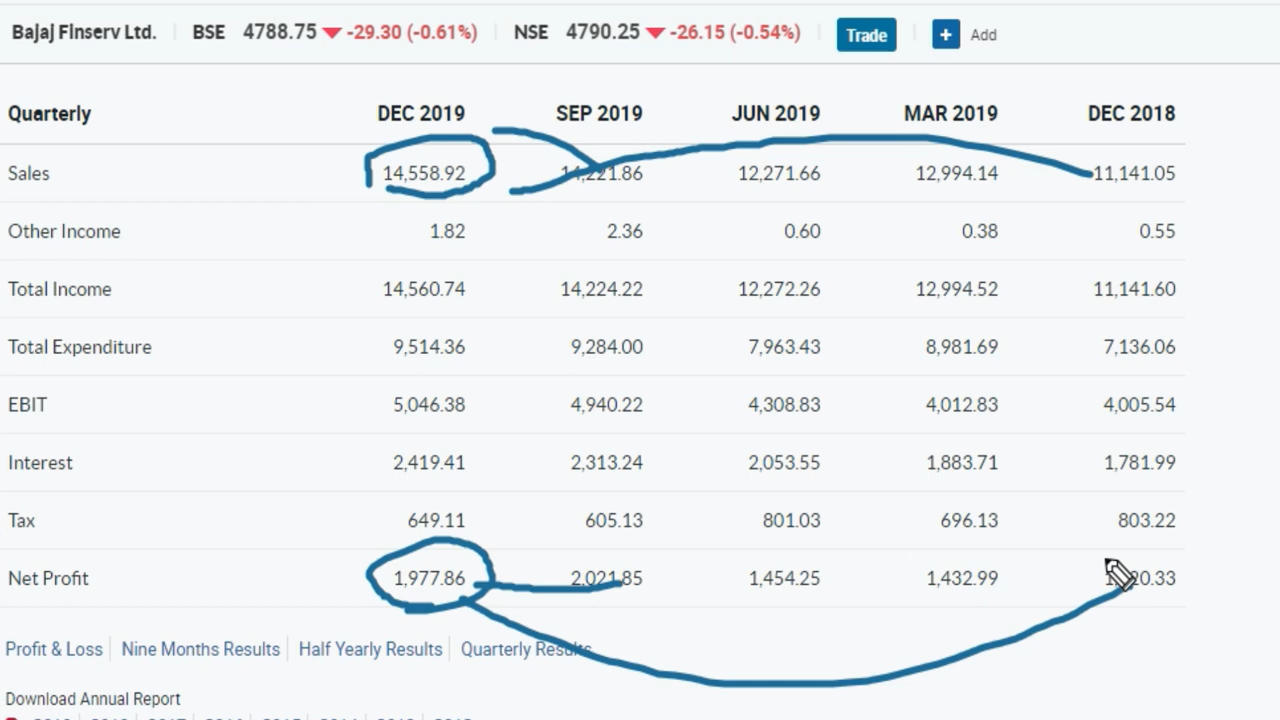 Bajaj Finserv Ltd. BSE 4788.75 -29.30 (-0.61%) NSE 4790.25 -26.15 (-0.54%) Trade + Add
Quarterly DEC 2019 SEP 2019 JUN 2019 MAR 2019 DEC 2018
Sales 14,558.92 14,221.86 12,271.66 12,994.14 11,141.05
Other Income 1.82 2.36 0.60 0.38 0.55
Total Income 14,560.74 14,224.22 12,272.26 12,994.52 11,141.60
Total Expenditure 9,514.36 9,284.00 7,963.43 8,981.69 7,136.06
EBIT 5,046.38 4,940.22 4,308.83 4,012.83 4,005.54
Interest 2,419.41 2,313.24 2,053.55 1,883.71 1,781.99
Tax 649.11 605.13 801.03 696.13 803.22
Net Profit 1,977.86 2,021.85 1,454.25 1,432.99
Profit & Loss Nine Months Results Half Yearly Results Quarterly Results
Download Annual Report